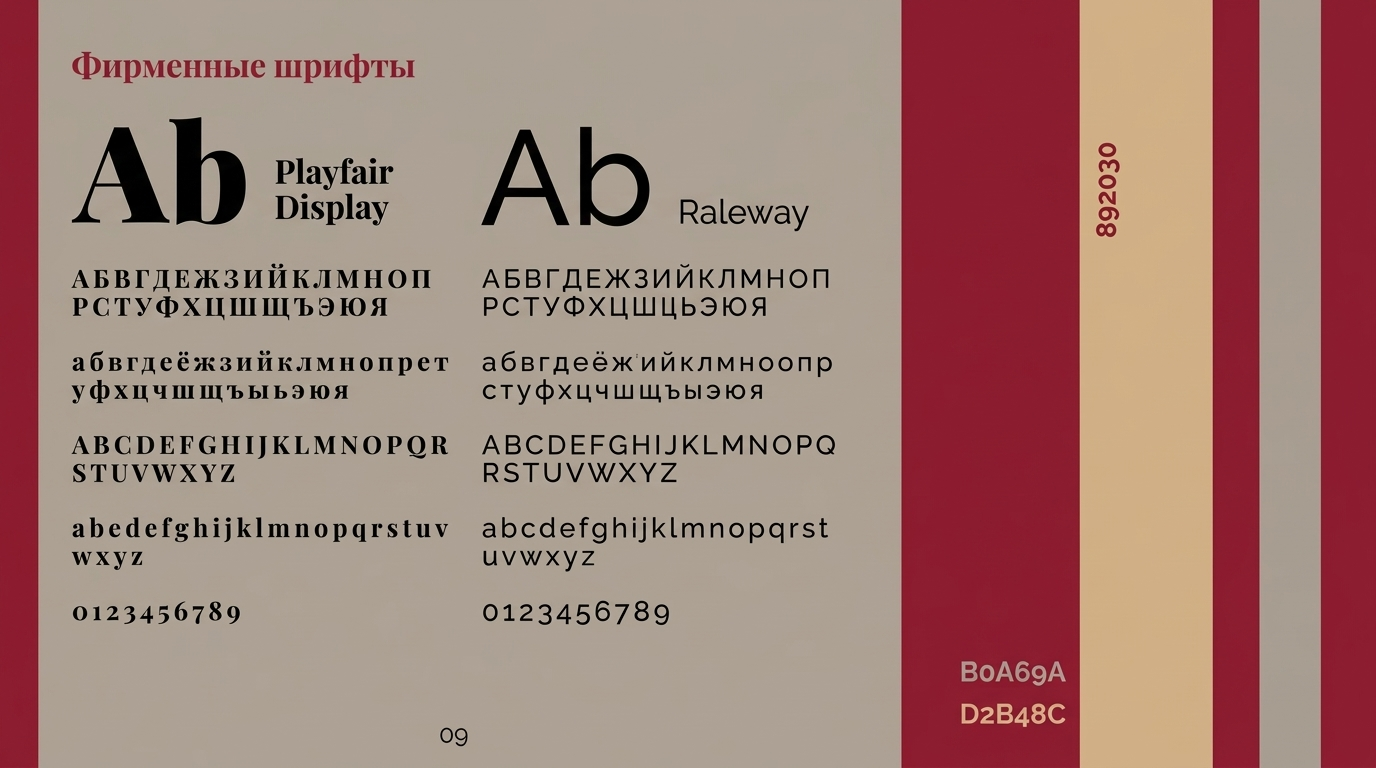 Фирменные шрифты
Ab
Playfair
Display
АБВГДЕЖЗИЙКЛМНОП
РСТУФХЦШЩЪЭЮЯ
абвгдеёжзийклмнопрет
уфхцчшщъыьэюя
ABCDEFGHIJKLMNOPQR
STUVWXYZ
abedefghijklmnopqrstuv
wxyz
0123456789
Ab
Raleway
АБВГДЕЖЗИЙКЛМНОП
РСТУФХЦШЦЬЭЮЯ
абвгдеёж'ийклмноопр
стуфхцчшщъыэюя
ABCDEFGHIJKLMNOPQ
RSTUVWXYZ
abcdefghijklmnopqrst
uvwxyz
0123456789
09
892030
B0A69A
D2B48C